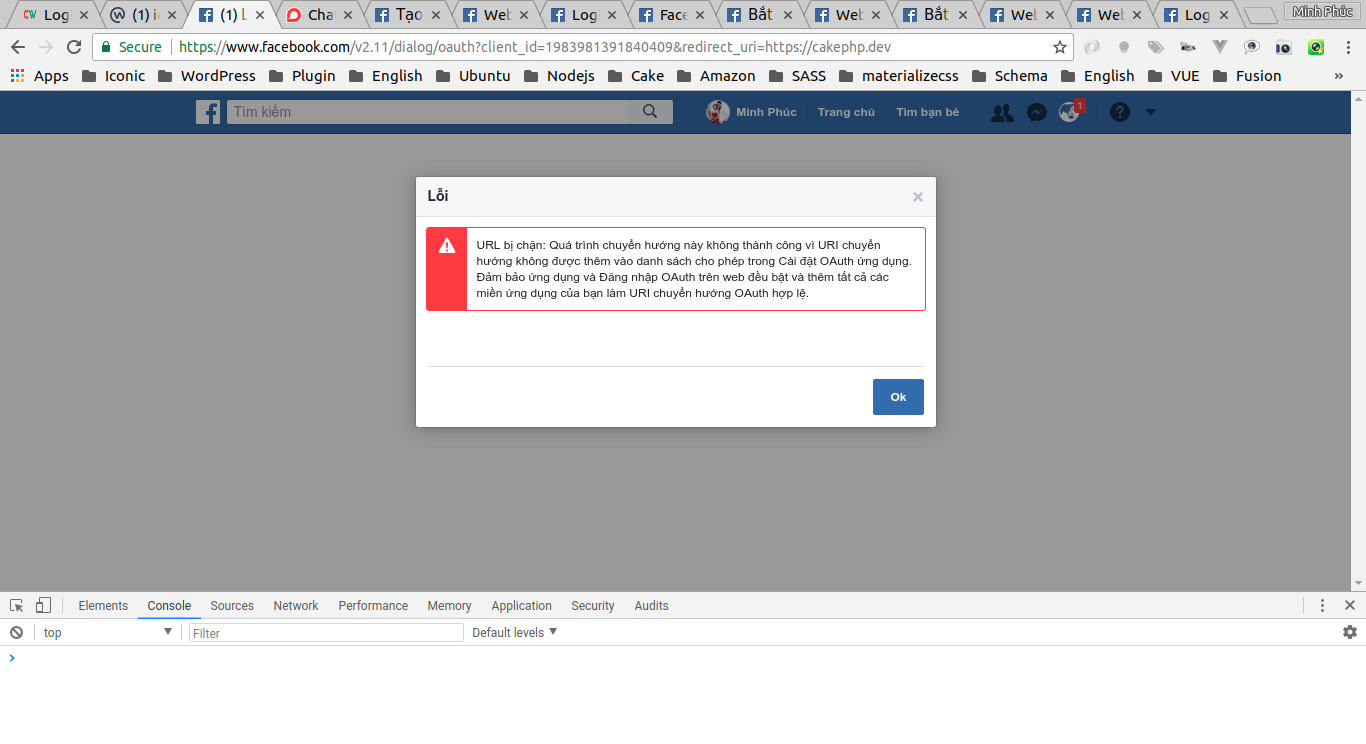 Log
(1) i
(1) L
Cha
Tạo
Web
Log
Face
Bắt
Web
Bắt
Web
Web
Log
Minh Phúc
Secure
https://www.facebook.com/v2.11/dialog/oauth?client_id=1983981391840409&redirect_uri=https://cakephp.dev
Apps Iconic WordPress Plugin English Ubuntu Nodejs Cake Amazon SASS materializecss Schema English VUE Fusion »
Tìm kiếm
Minh Phúc Trang chủ Tìm bạn bè 1
Lỗi
URL bị chặn: Quá trình chuyển hướng này không thành công vì URI chuyển
hướng không được thêm vào danh sách cho phép trong Cài đặt OAuth ứng dụng.
Đảm bảo ứng dụng và Đăng nhập OAuth trên web đều bật và thêm tất cả các
miền ứng dụng của bạn làm URI chuyển hướng OAuth hợp lệ.
Ok
Elements Console Sources Network Performance Memory Application Security Audits
top Filter Default levels